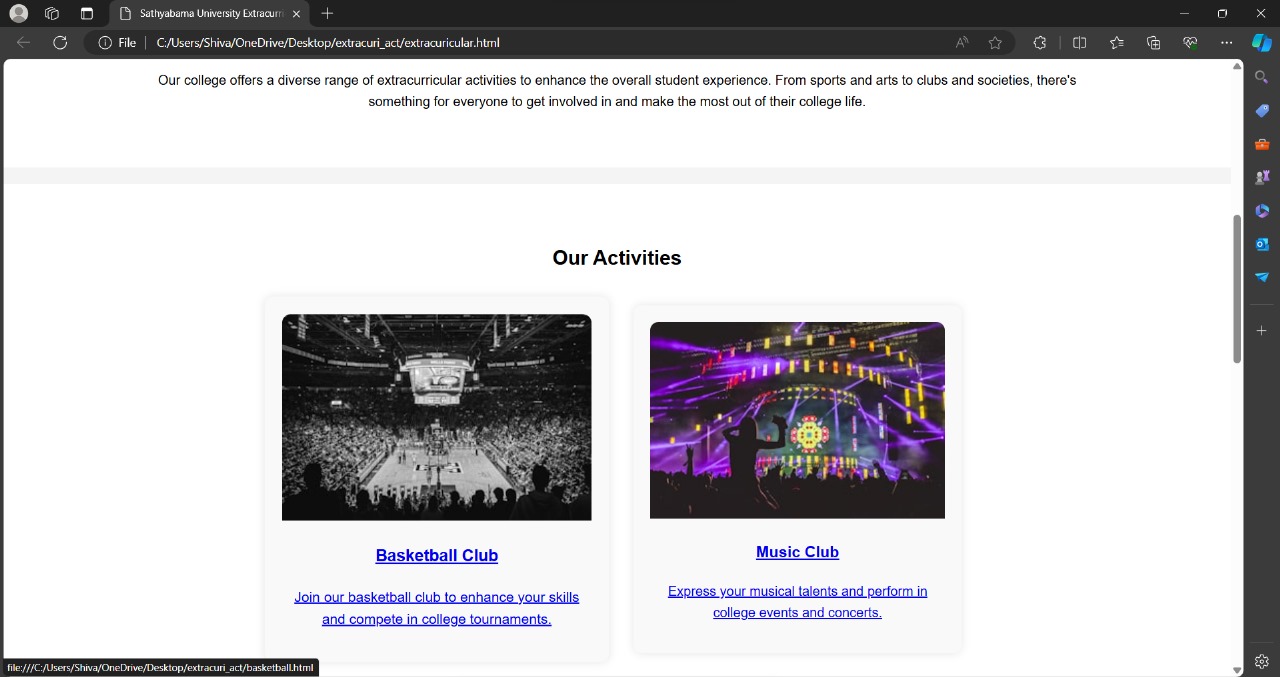 Sathyabama University Extracurri
File
C:/Users/Shiva/OneDrive/Desktop/extracuri_act/extracuricular.html
Our college offers a diverse range of extracurricular activities to enhance the overall student experience. From sports and arts to clubs and societies, there's
something for everyone to get involved in and make the most out of their college life.
Our Activities
Basketball Club
Join our basketball club to enhance your skills
and compete in college tournaments.
Music Club
Express your musical talents and perform in
college events and concerts.
file:///C:/Users/Shiva/OneDrive/Desktop/extracuri_act/basketball.html